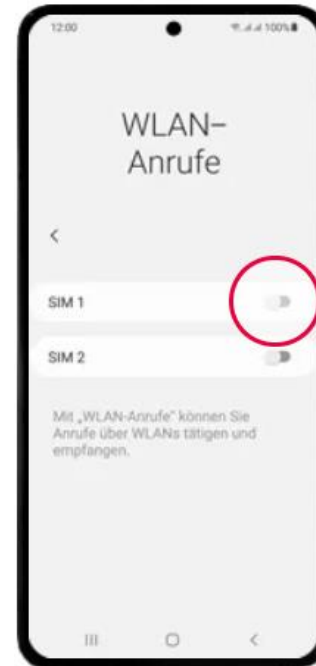 12:00
100%
WLAN–
Anrufe
SIM 1
SIM 2
Mit „WLAN-Anrufe" können Sie
Anrufe über WLANs tätigen und
empfangen.